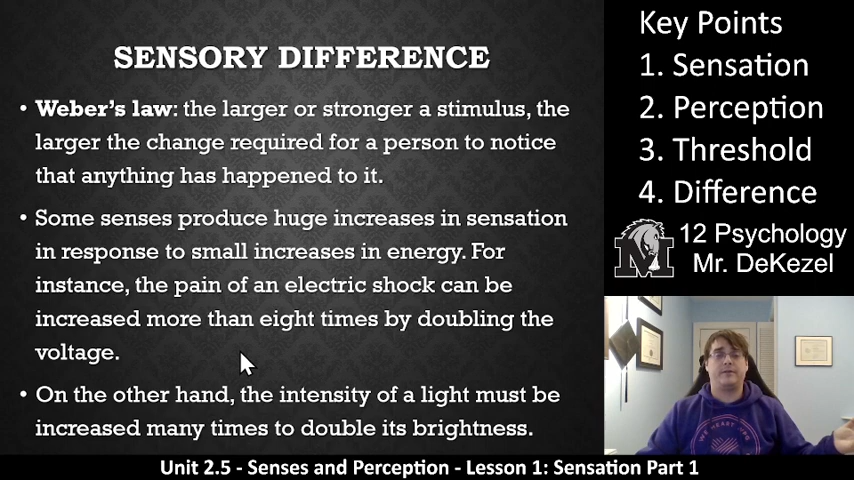 SENSORY DIFFERENCE
• Weber's law: the larger or stronger a stimulus, the
larger the change required for a person to notice
that anything has happened to it.
• Some senses produce huge increases in sensation
in response to small increases in energy. For
instance, the pain of an electric shock can be
increased more than eight times by doubling the
voltage.
• On the other hand, the intensity of a light must be
increased many times to double its brightness.
Key Points
1. Sensation
2. Perception
3. Threshold
4. Difference
12 Psychology
Mr. DeKezel
Unit 2.5 - Senses and Perception - Lesson 1: Sensation Part 1